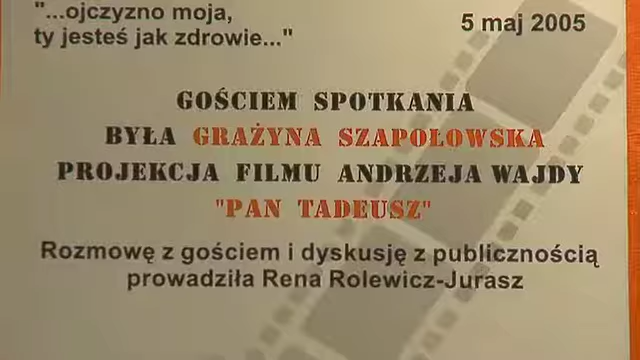 "...ojczyzno moja,
ty jesteś jak zdrowie..."
5 maj 2005
GOŚCIEM SPOTKANIA
BYŁA GRAŻYNA SZAPOŁOWSKA
PROJEKCJA FILMU ANDRZEJA WAJDY
"PAN TADEUSZ"
Rozmowę z gościem i dyskusję z publicznością
prowadziła Rena Rolewicz-Jurasz